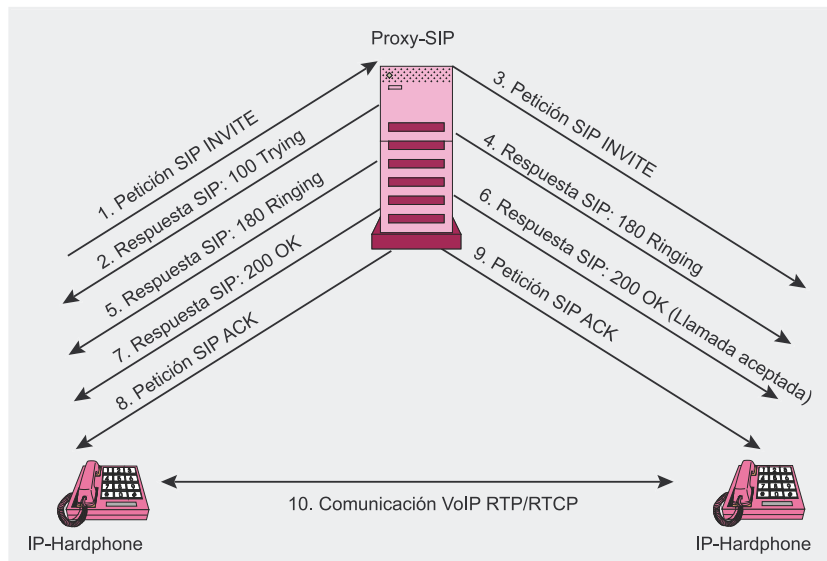 Proxy-SIP
1. Petición SIP INVITE
2. Respuesta SIP: 100 Trying
5. Respuesta SIP: 180 Ringing
7. Respuesta SIP: 200 OK
8. Petición SIP ACK
3. Petición SIP INVITE
4. Respuesta SIP: 180 Ringing
6. Respuesta SIP: 200 OK (Llamada aceptada)
9. Petición SIP ACK
10. Comunicación VoIP RTP/RTCP
IP-Hardphone
IP-Hardphone